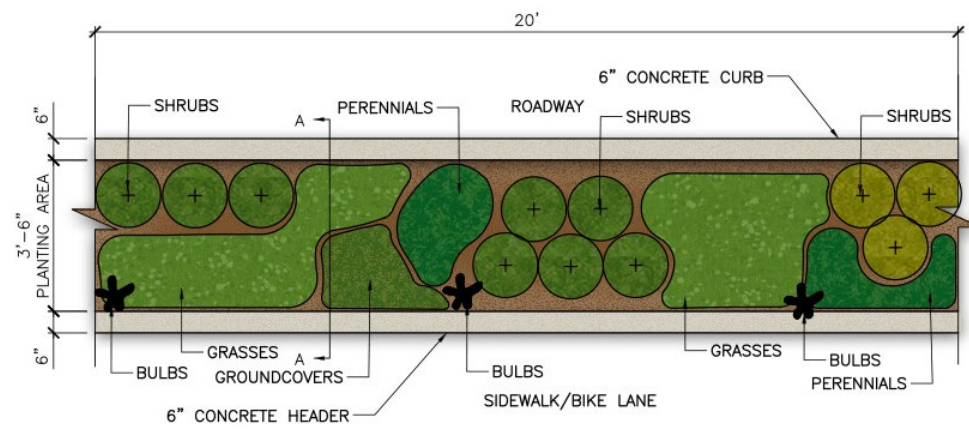 20'
6" CONCRETE CURB
SHRUBS
PERENNIALS
ROADWAY
SHRUBS
SHRUBS
A
6"
3'-6"
PLANTING AREA
6"
A
GRASSES
BULBS
GROUNDCOVERS
BULBS
GRASSES
BULBS
PERENNIALS
SIDEWALK/BIKE LANE
6" CONCRETE HEADER